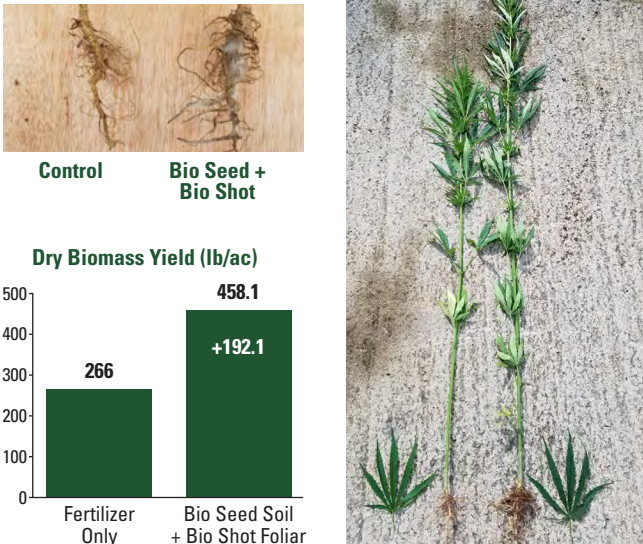 Control
Bio Seed +
Bio Shot
Dry Biomass Yield (lb/ac)
500
400
300
200
100
0
266
458.1
+192.1
Fertilizer
Only
Bio Seed Soil
+ Bio Shot Foliar